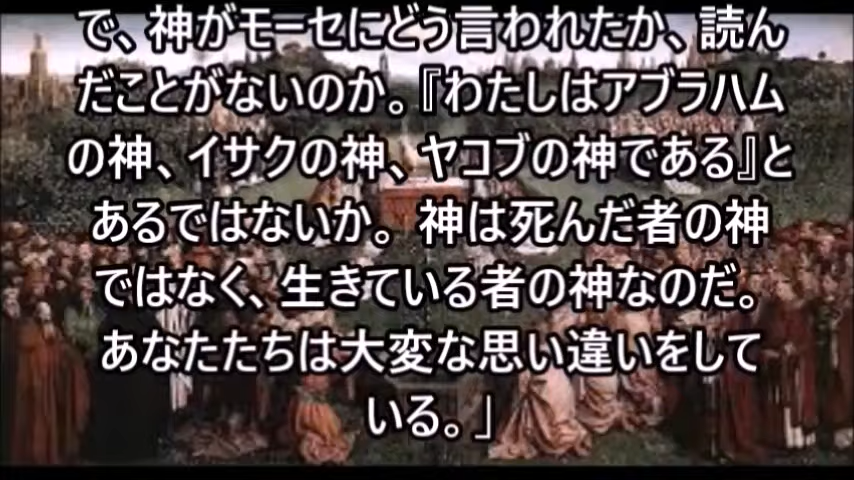 で、神がモーセにどう言われたか、読ん
だことがないのか。『わたしはアブラハム
の神、イサクの神、ヤコブの神である』と
あるではないか。神は死んだ者の神
ではなく、生きている者の神なのだ。
あなたたちは大変な思い違いをして
いる。」